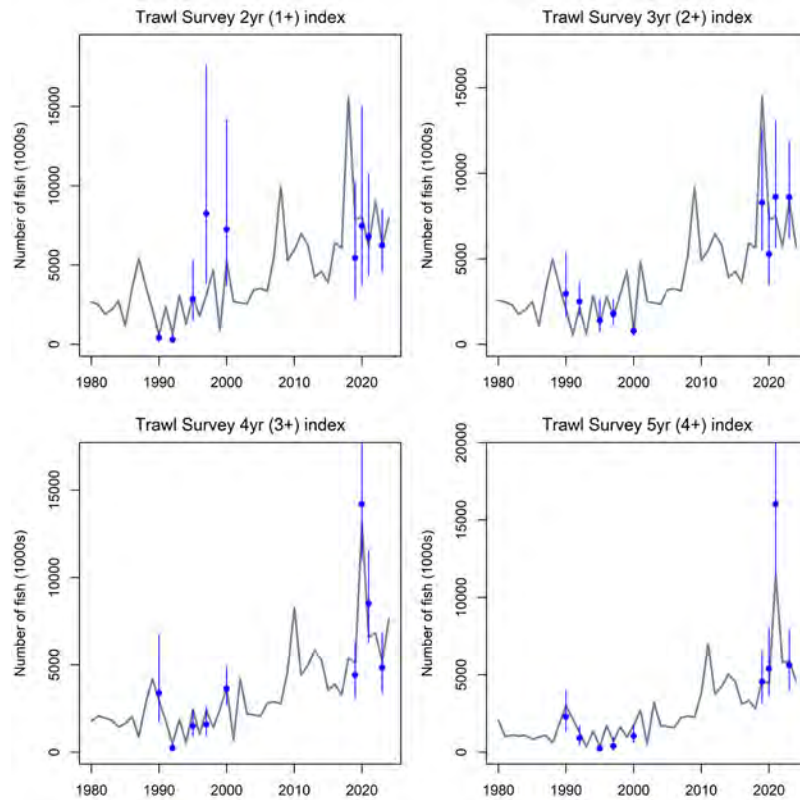 Trawl Survey 2yr (1+) index
Number of fish (1000s)
15000
10000
5000
0
1980 1990 2000 2010 2020
Trawl Survey 3yr (2+) index
Number of fish (1000s)
15000
10000
5000
0
1980 1990 2000 2010 2020
Trawl Survey 4yr (3+) index
Number of fish (1000s)
15000
10000
5000
0
1980 1990 2000 2010 2020
Trawl Survey 5yr (4+) index
Number of fish (1000s)
20000
15000
10000
5000
0
1980 1990 2000 2010 2020